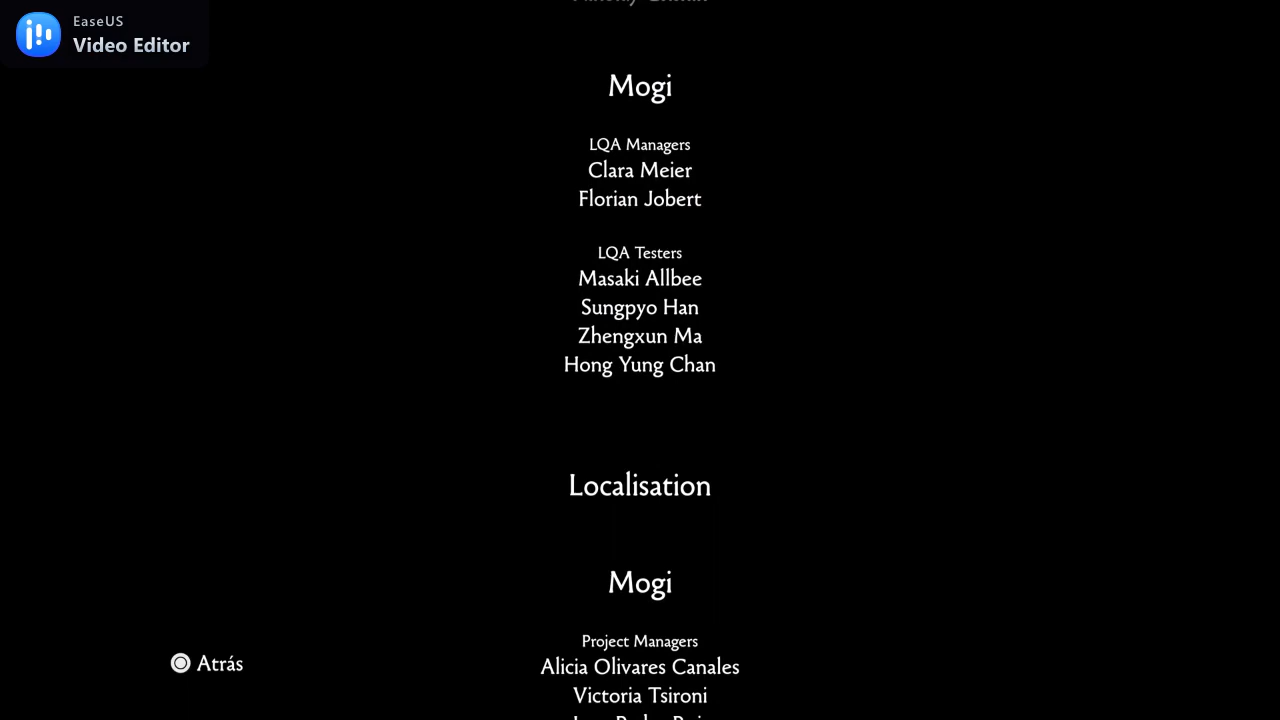 EaseUS
Video Editor
Mogi
LQA Managers
Clara Meier
Florian Jobert
LQA Testers
Masaki Allbee
Sungpyo Han
Zhengxun Ma
Hong Yung Chan
Localisation
Mogi
Project Managers
Alicia Olivares Canales
Victoria Tsironi
Atrás